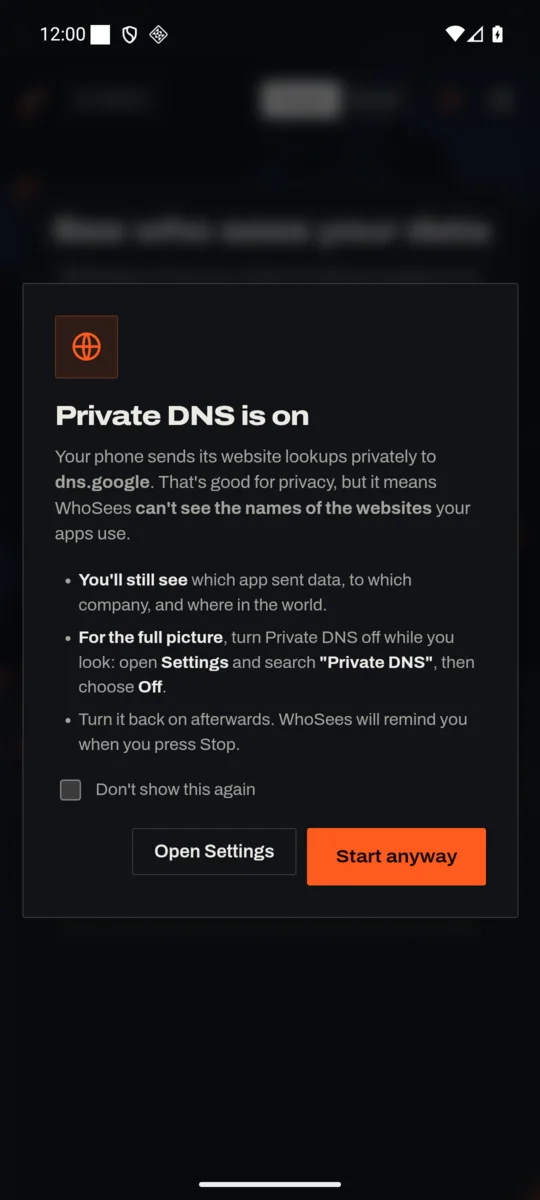 12:00
Private DNS is on
Your phone sends its website lookups privately to
dns.google. That's good for privacy, but it means
WhoSees can't see the names of the websites your
apps use.
• You'll still see which app sent data, to which
company, and where in the world.
• For the full picture, turn Private DNS off while you
look: open Settings and search "Private DNS", then
choose Off.
• Turn it back on afterwards. WhoSees will remind you
when you press Stop.
Don't show this again
Open Settings
Start anyway